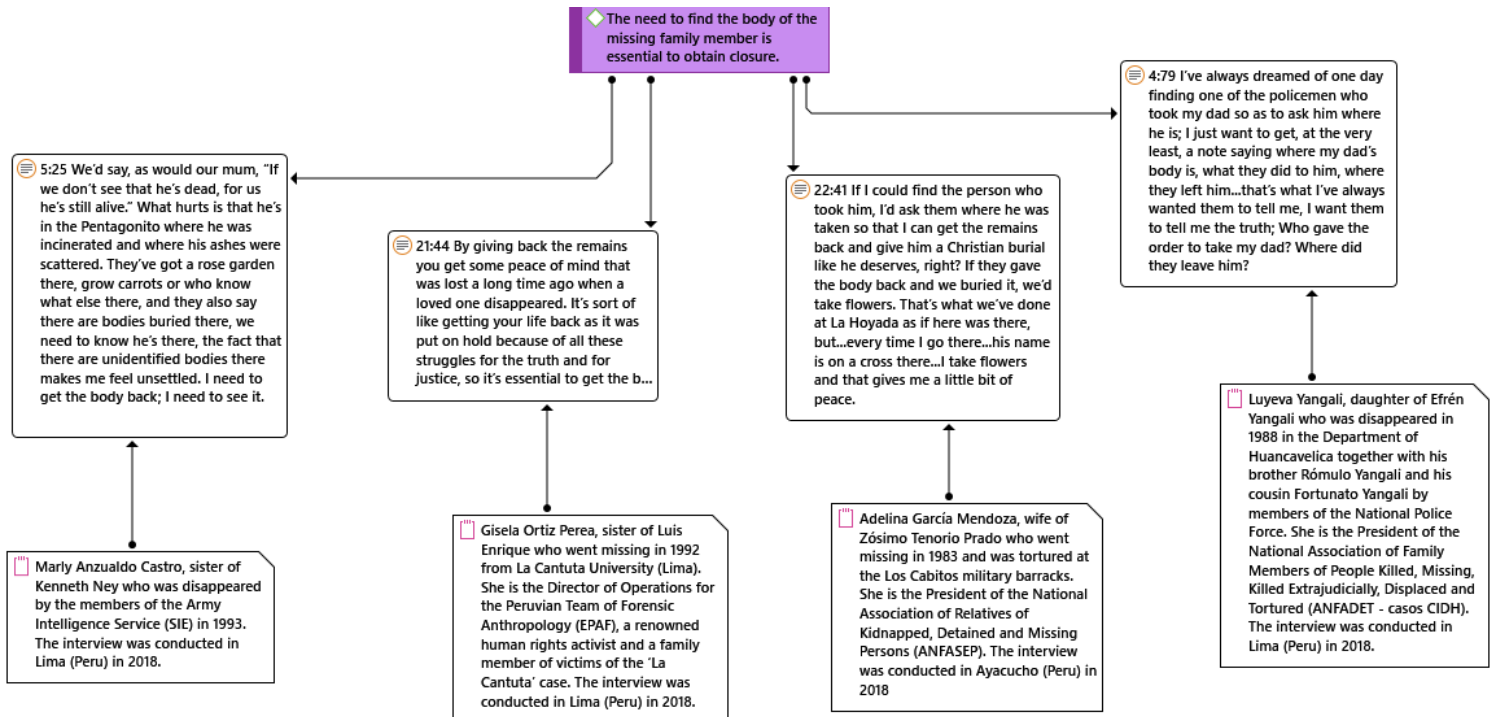 The need to find the body of the
missing family member is
essential to obtain closure.
5:25 We'd say, as would our mum, "If
we don't see that he's dead, for us
he's still alive." What hurts is that he's
in the Pentagonito where he was
incinerated and where his ashes were
scattered. They've got a rose garden
there, grow carrots or who know
what else there, and they also say
there are bodies buried there, we
need to know he's there, the fact that
there are unidentified bodies there
makes me feel unsettled. I need to
get the body back; I need to see it.
21:44 By giving back the remains
you get some peace of mind that
was lost a long time ago when a
loved one disappeared. It's sort of
like getting your life back as it was
put on hold because of all these
struggles for the truth and for
justice, so it's essential to get the b...
22:41 If I could find the person who
took him, I'd ask them where he was
taken so that I can get the remains
back and give him a Christian burial
like he deserves, right? If they gave
the body back and we buried it, we'd
take flowers. That's what we've done
at La Hoyada as if here was there,
but...every time I go there...his name
is on a cross there...I take flowers
and that gives me a little bit of
peace.
4:79 I've always dreamed of one day
finding one of the policemen who
took my dad so as to ask him where
he is; I just want to get, at the very
least, a note saying where my dad's
body is, what they did to him, where
they left him...that's what I've always
wanted them to tell me, I want them
to tell me the truth; Who gave the
order to take my dad? Where did
they leave him?
Marly Anzualdo Castro, sister of
Kenneth Ney who was disappeared
by the members of the Army
Intelligence Service (SIE) in 1993.
The interview was conducted in
Lima (Peru) in 2018.
Gisela Ortiz Perea, sister of Luis
Enrique who went missing in 1992
from La Cantuta University (Lima).
She is the Director of Operations for
the Peruvian Team of Forensic
Anthropology (EPAF), a renowned
human rights activist and a family
member of victims of the 'La
Cantuta' case. The interview was
conducted in Lima (Peru) in 2018.
Adelina García Mendoza, wife of
Zósimo Tenorio Prado who went
missing in 1983 and was tortured at
the Los Cabitos military barracks.
She is the President of the National
Association of Relatives of
Kidnapped, Detained and Missing
Persons (ANFASEP). The interview
was conducted in Ayacucho (Peru) in
2018
Luyeva Yangali, daughter of Efrén
Yangali who was disappeared in
1988 in the Department of
Huancavelica together with his
brother Rómulo Yangali and his
cousin Fortunato Yangali by
members of the National Police
Force. She is the President of the
National Association of Family
Members of People Killed, Missing,
Killed Extrajudicially, Displaced and
Tortured (ANFADET - casos CIDH).
The interview was conducted in
Lima (Peru) in 2018.